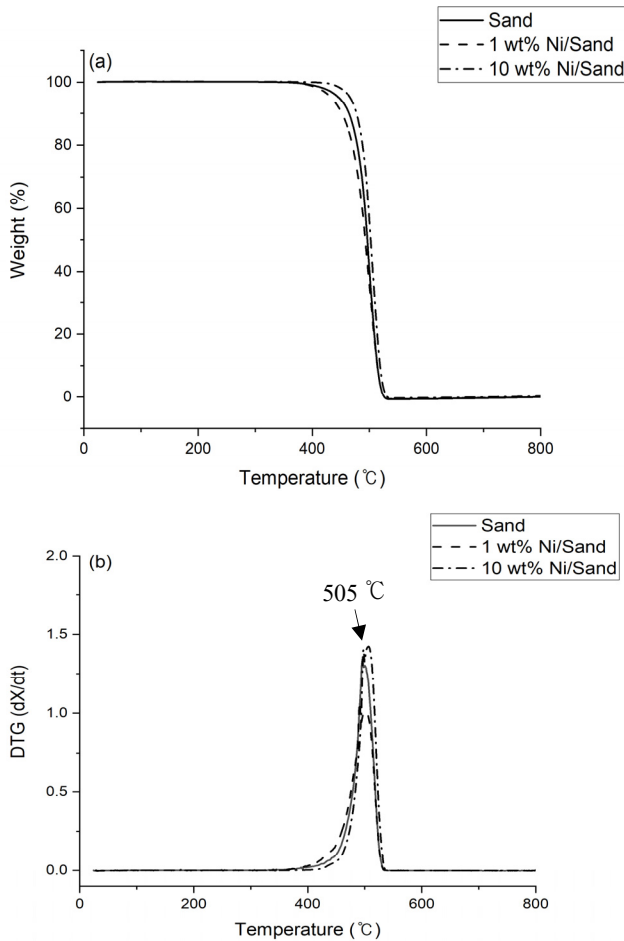 Sand
1 wt% Ni/Sand
10 wt% Ni/Sand
(a)
100
80
60
40
20
0
Weight (%)
0 200 400 600 800
Temperature (℃)
Sand
1 wt% Ni/Sand
10 wt% Ni/Sand
(b)
505 ℃
2.0
1.5
1.0
0.5
0.0
DTG (dX/dt)
0 200 400 600 800
Temperature (℃)